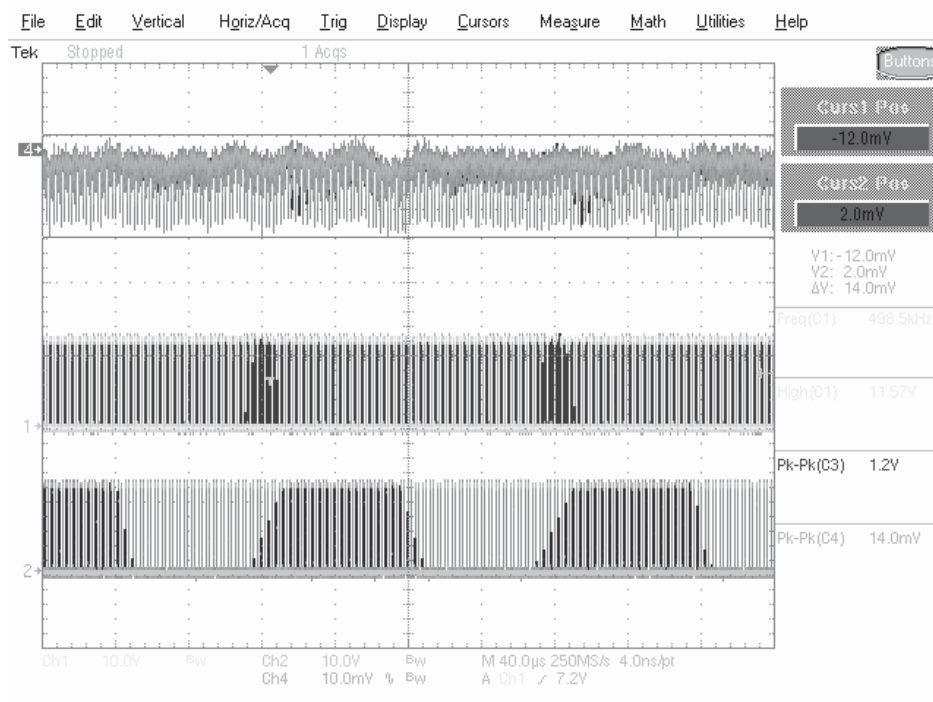 File Edit Vertical Horiz/Acq Trig Display Cursors Measure Math Utilities Help
Tek Stopped 1 Acqs
Buttons
Curs1 Pos
-12.0mV
Curs2 Pos
2.0mV
V1: -12.0mV
V2: 2.0mV
ΔV: 14.0mV
Freq(C1) 498.5kHz
High(C1) 11.57V
Pk-Pk(C3) 1.2V
Pk-Pk(C4) 14.0mV
4
1
2
Ch1 10.0V Bw Ch2 10.0V Bw M 40.0µs 250MS/s 4.0ns/pt
Ch4 10.0mV ∿ Bw A Ch1 ∕ 7.2V